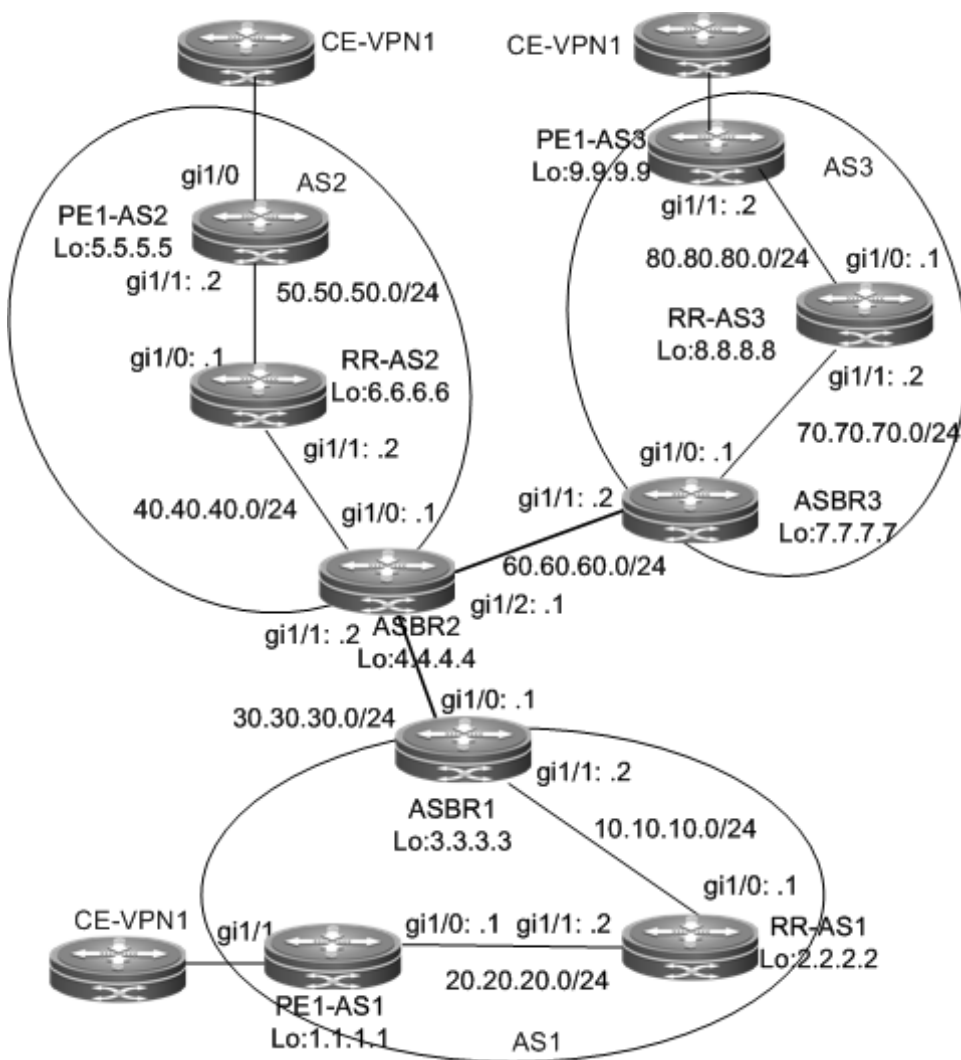 CE-VPN1
CE-VPN1
PE1-AS3
Lo:9.9.9.9
AS3
gi1/0
AS2
PE1-AS2
Lo:5.5.5.5
gi1/1: .2
gi1/1: .2
80.80.80.0/24
gi1/0: .1
50.50.50.0/24
RR-AS3
Lo:8.8.8.8
gi1/0: .1
RR-AS2
Lo:6.6.6.6
gi1/1: .2
gi1/1: .2
70.70.70.0/24
gi1/0: .1
40.40.40.0/24
gi1/0: .1
gi1/1: .2
ASBR3
Lo:7.7.7.7
60.60.60.0/24
gi1/2: .1
gi1/1: .2
ASBR2
Lo:4.4.4.4
gi1/0: .1
30.30.30.0/24
gi1/1: .2
ASBR1
Lo:3.3.3.3
10.10.10.0/24
gi1/0: .1
CE-VPN1
gi1/1
gi1/0: .1
gi1/1: .2
RR-AS1
Lo:2.2.2.2
20.20.20.0/24
PE1-AS1
Lo:1.1.1.1
AS1